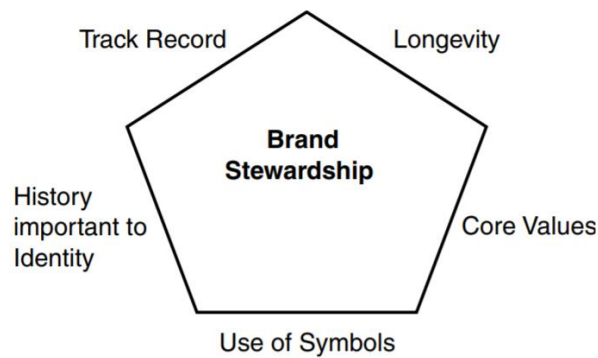 Track Record
Longevity
Brand
Stewardship
History
important to
Identity
Core Values
Use of Symbols